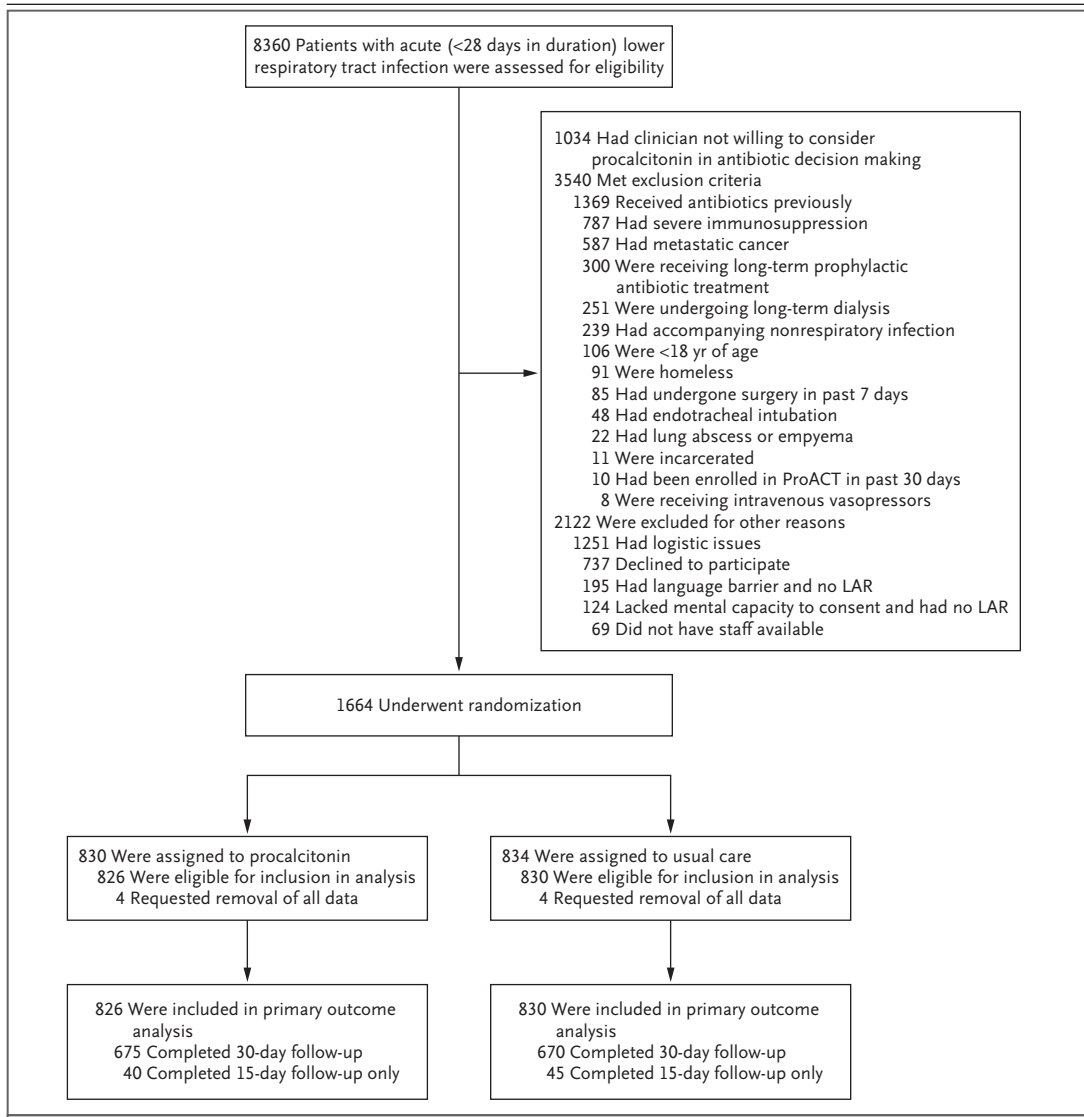 8360 Patients with acute (<28 days in duration) lower
respiratory tract infection were assessed for eligibility
1034 Had clinician not willing to consider
procalcitonin in antibiotic decision making
3540 Met exclusion criteria
1369 Received antibiotics previously
787 Had severe immunosuppression
587 Had metastatic cancer
300 Were receiving long-term prophylactic
antibiotic treatment
251 Were undergoing long-term dialysis
239 Had accompanying nonrespiratory infection
106 Were <18 yr of age
91 Were homeless
85 Had undergone surgery in past 7 days
48 Had endotracheal intubation
22 Had lung abscess or empyema
11 Were incarcerated
10 Had been enrolled in ProACT in past 30 days
8 Were receiving intravenous vasopressors
2122 Were excluded for other reasons
1251 Had logistic issues
737 Declined to participate
195 Had language barrier and no LAR
124 Lacked mental capacity to consent and had no LAR
69 Did not have staff available
1664 Underwent randomization
830 Were assigned to procalcitonin
826 Were eligible for inclusion in analysis
4 Requested removal of all data
834 Were assigned to usual care
830 Were eligible for inclusion in analysis
4 Requested removal of all data
826 Were included in primary outcome
analysis
675 Completed 30-day follow-up
40 Completed 15-day follow-up only
830 Were included in primary outcome
analysis
670 Completed 30-day follow-up
45 Completed 15-day follow-up only